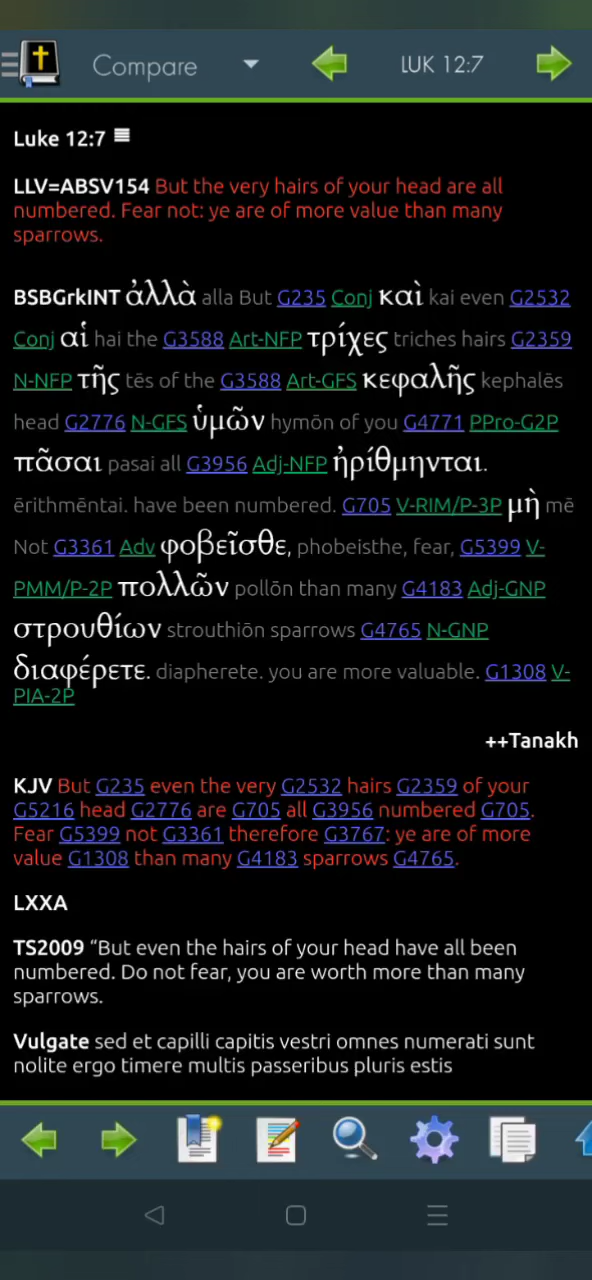 Compare
LUK 12:7
Luke 12:7
LLV=ABSV154 But the very hairs of your head are all
numbered. Fear not: ye are of more value than many
sparrows.
BSBGrkINT ἀλλὰ alla But G235 Conj καὶ kai even G2532
Conj αἱ hai the G3588 Art-NFP τρίχες triches hairs G2359
N-NFP τῆς tēs of the G3588 Art-GFS κεφαλῆς kephalēs
head G2776 N-GFS ὑμῶν hymōn of you G4771 PPro-G2P
πᾶσαι pasai all G3956 Adj-NFP ἠρίθμηνται.
ērithmēntai. have been numbered. G705 V-RIM/P-3P μὴ mē
Not G3361 Adv φοβεῖσθε, phobeisthe, fear, G5399 V-
PMM/P-2P πολλῶν pollōn than many G4183 Adj-GNP
στρουθίων strouthiōn sparrows G4765 N-GNP
διαφέρετε. diapherete. you are more valuable. G1308 V-
PIA-2P
++Tanakh
KJV But G235 even the very G2532 hairs G2359 of your
G5216 head G2776 are G705 all G3956 numbered G705.
Fear G5399 not G3361 therefore G3767: ye are of more
value G1308 than many G4183 sparrows G4765.
LXXA
TS2009 “But even the hairs of your head have all been
numbered. Do not fear, you are worth more than many
sparrows.
Vulgate sed et capilli capitis vestri omnes numerati sunt
nolite ergo timere multis passeribus pluris estis